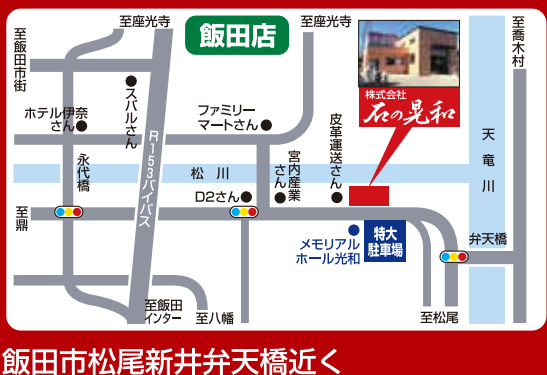 至座光寺
飯田店
至座光寺
至喬木村
至飯田市街
スバルさん
ホテル伊奈
さん
ファミリー
マートさん
株式会社
石の晃和
皮革運送さん
R153バイパス
永代橋
松川
宮内産業
さん
天竜川
D2さん
至鼎
メモリアル
ホール光和
特大
駐車場
弁天橋
至飯田
インター
至八幡
至松尾
飯田市松尾新井弁天橋近く